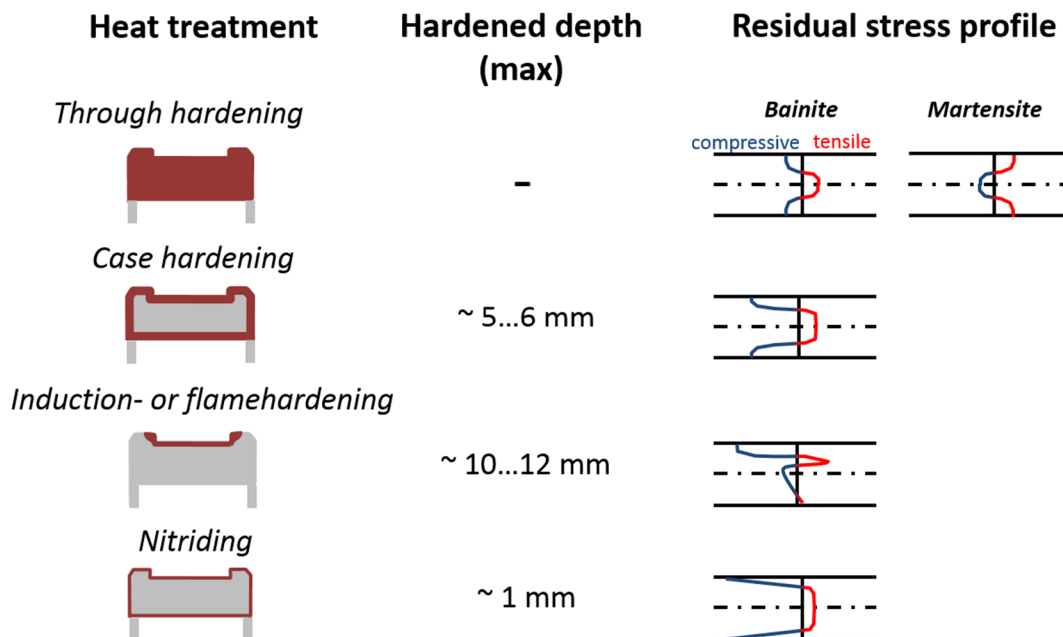 Heat treatment
Hardened depth
(max)
Residual stress profile
Through hardening
-
Bainite
Martensite
compressive
tensile
Case hardening
~ 5...6 mm
Induction- or flamehardening
~ 10...12 mm
Nitriding
~ 1 mm